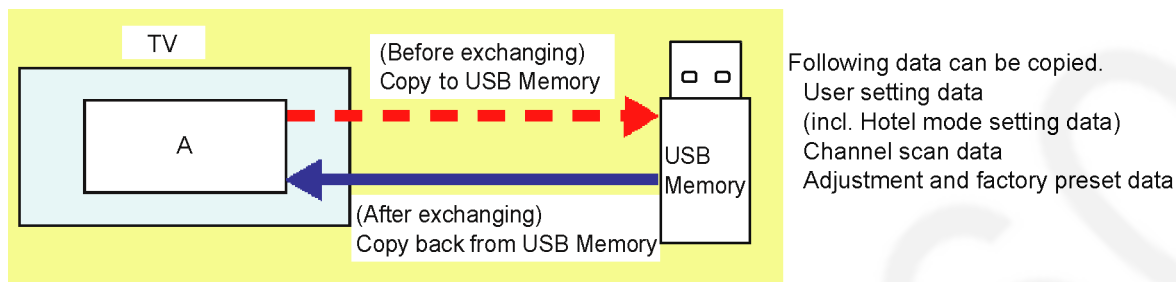 TV
A
(Before exchanging)
Copy to USB Memory
(After exchanging)
Copy back from USB Memory
USB
Memory
Following data can be copied.
User setting data
(incl. Hotel mode setting data)
Channel scan data
Adjustment and factory preset data